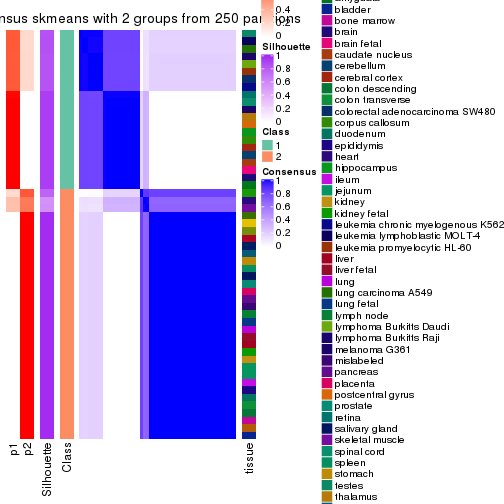 nsus skmeans with 2 groups from 250 par
ons
0.4
0.2
0
Silhouette
1
0.8
0.6
0.4
0.2
0
Class
1
2
Consensus
1
0.8
0.6
0.4
0.2
0
p1
p2
Silhouette
Class
tissue
bladder
bone marrow
brain
brain fetal
caudate nucleus
cerebellum
cerebral cortex
colon descending
colon transverse
colorectal adenocarcinoma SW480
corpus callosum
duodenum
epididymis
heart
hippocampus
ileum
jejunum
kidney
kidney fetal
leukemia chronic myelogenous K562
leukemia lymphoblastic MOLT-4
leukemia promyelocytic HL-60
liver
liver fetal
lung
lung carcinoma A549
lung fetal
lymph node
lymphoma Burkitts Daudi
lymphoma Burkitts Raji
melanoma G361
mislabeled
pancreas
placenta
postcentral gyrus
prostate
retina
salivary gland
skeletal muscle
spinal cord
spleen
stomach
testes
thalamus